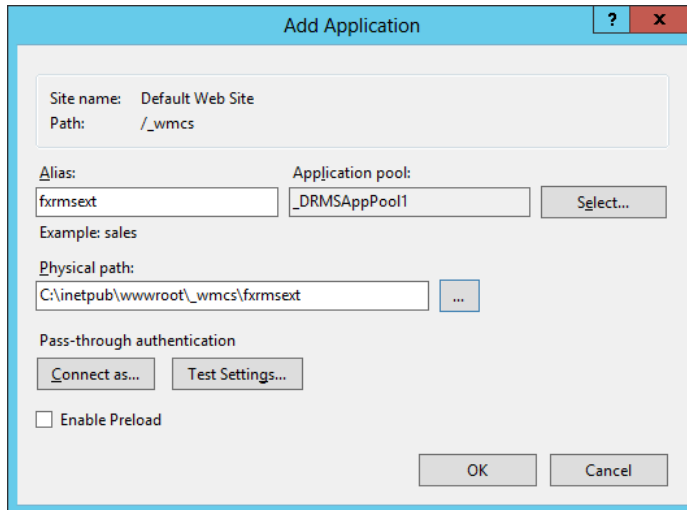 Add Application
?
x
Site name: Default Web Site
Path: /_wmcs
Alias:
Application pool:
fxrmsext
_DRMSAppPool1
Select...
Example: sales
Physical path:
C:\inetpub\wwwroot\_wmcs\fxrmsext
...
Pass-through authentication
Connect as...
Test Settings...
Enable Preload
OK
Cancel